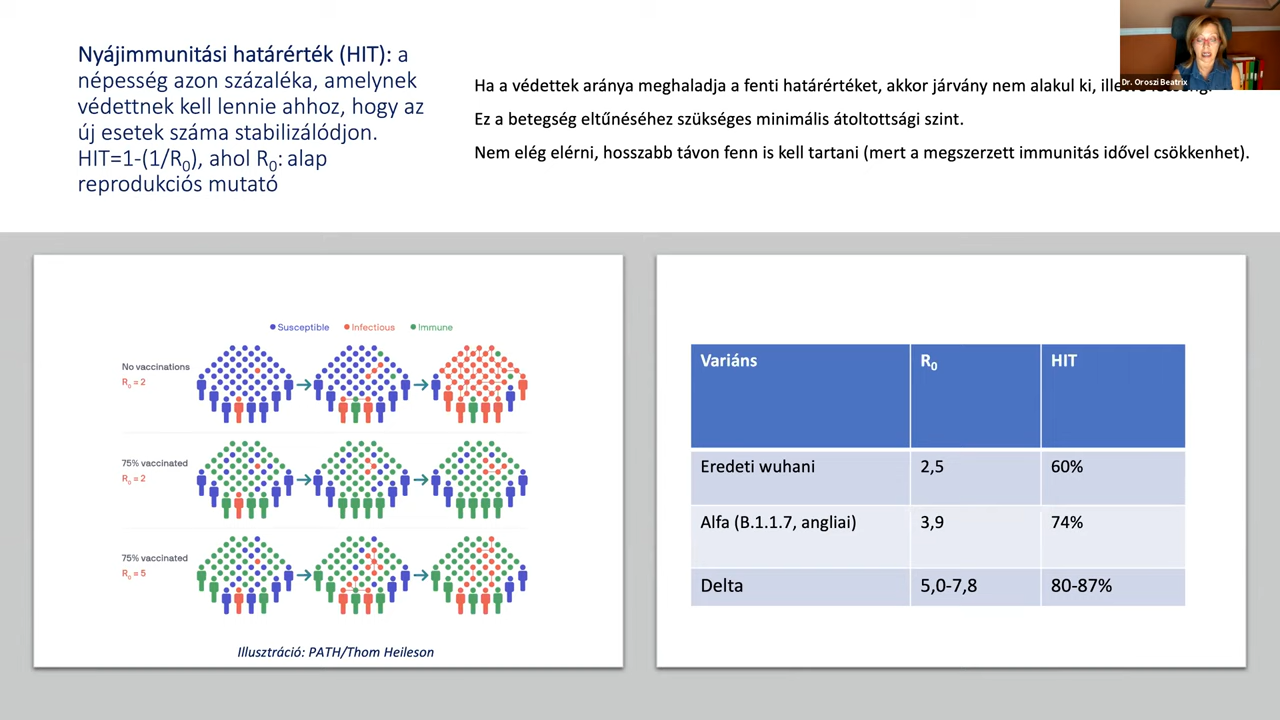 Nyájimmunitási határérték (HIT): a
népesség azon százaléka, amelynek
védettnek kell lennie ahhoz, hogy az
új esetek száma stabilizálódjon.
HIT=1-(1/R0), ahol R0: alap
reprodukciós mutató
Ha a védettek aránya meghaladja a fenti határértéket, akkor járvány nem alakul ki,
Ez a betegség eltűnéséhez szükséges minimális átoltottsági szint.
Nem elég elérni, hosszabb távon fenn is kell tartani (mert a megszerzett immunitás idővel csökkenhet).
Dr. Oroszi Beatrix
Susceptible Infectious Immune
No vaccinations
R0 = 2
75% vaccinated
R0 = 2
75% vaccinated
R0 = 5
Illusztráció: PATH/Thom Heileson
Variáns R0 HIT
Eredeti wuhani 2,5 60%
Alfa (B.1.1.7, angliai) 3,9 74%
Delta 5,0-7,8 80-87%